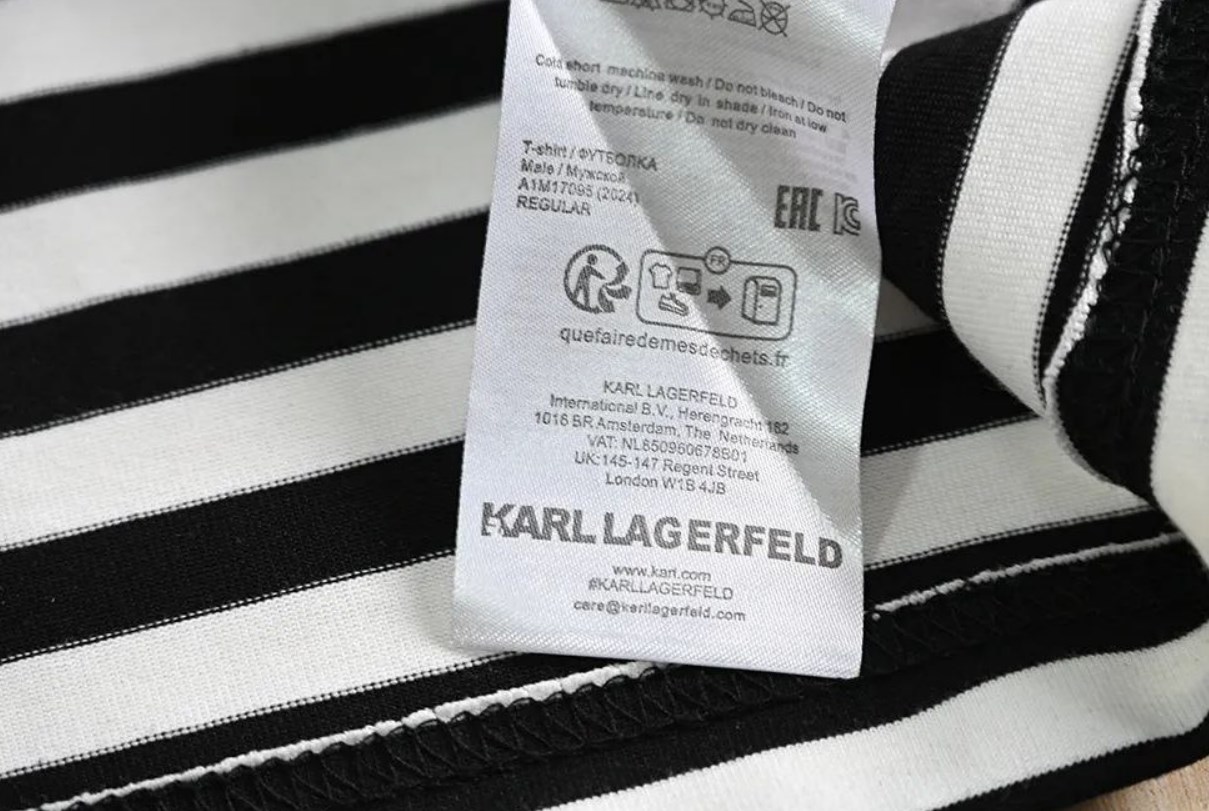 Cold short machine wash / Do not bleach / Do not
tumble dry / Line dry in shade / Iron at low
temperature / Do not dry clean
T-shirt / ФУТБОЛКА
Male / Мужской
A1M17095 (2024)
REGULAR
EAC
FR
quefairedemesdechets.fr
KARL LAGERFELD
International B.V., Herengracht 182
1016 BR Amsterdam, The Netherlands
VAT: NL850960678B01
UK:145-147 Regent Street
London W1B 4JB
KARL LAGERFELD
www.karl.com
#KARLLAGERFELD
care@karllagerfeld.com